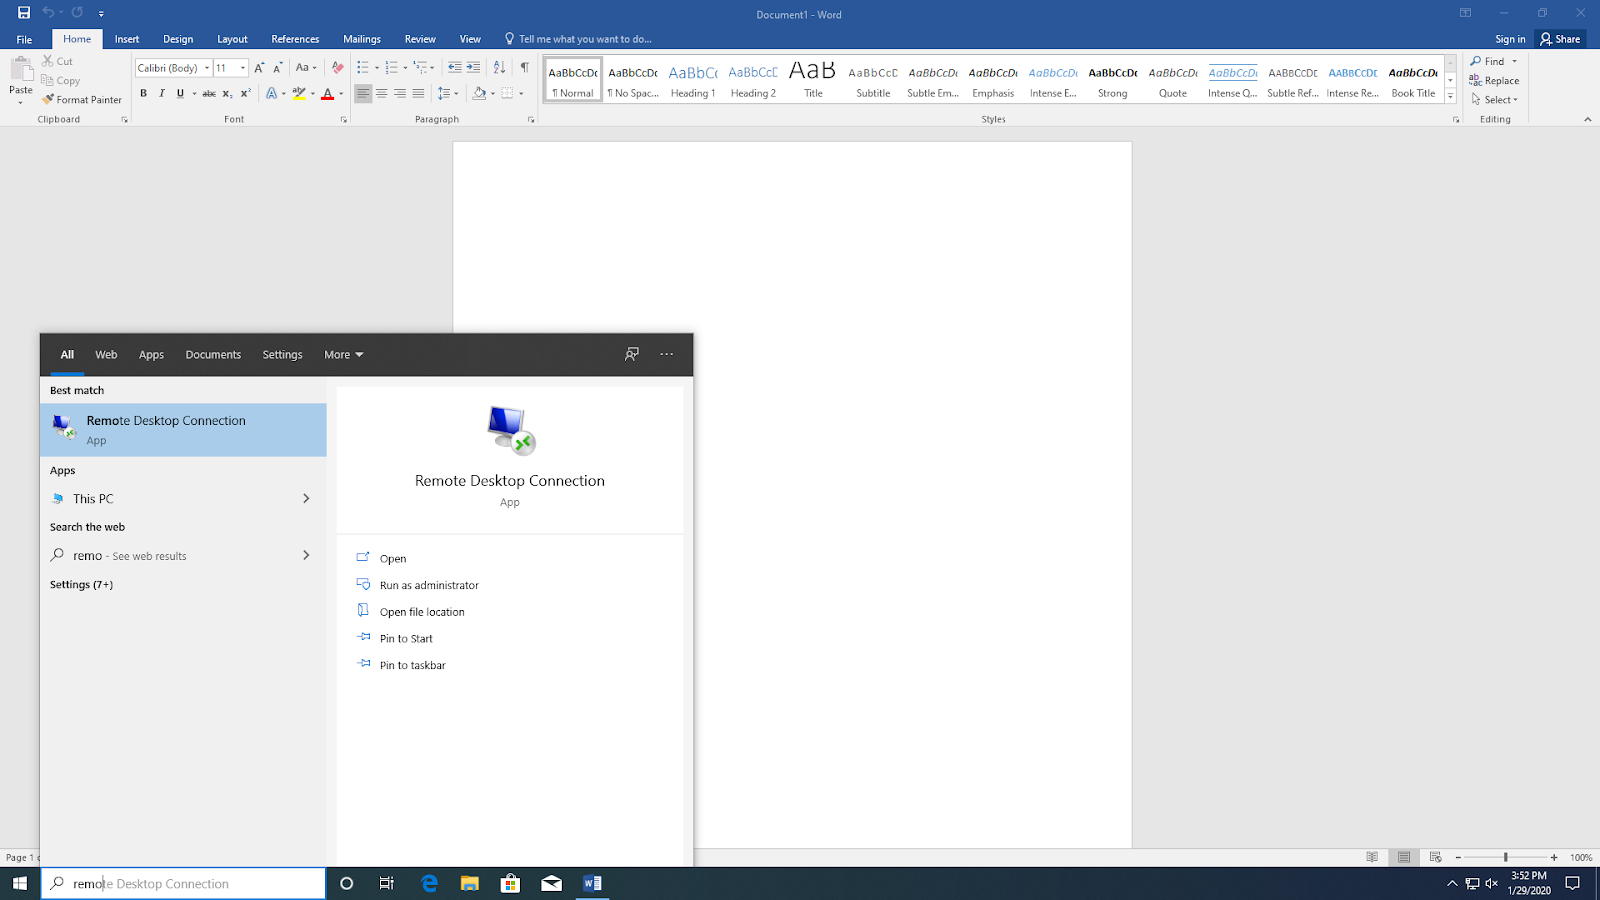 Document1 - Word
File Home Insert Design Layout References Mailings Review View Tell me what you want to do... Sign in Share
Paste
Cut
Copy
Format Painter
Clipboard
Calibri (Body) 11
Font
Paragraph
AaBbCcDc AaBbCcDc AaBbCc AaBbCcD AaB AaBbCcD AaBbCcDc AaBbCcDc AaBbCcDc AaBbCcDc AaBbCcDc AaBbCcDc AaBbCcDc AaBbCcDc AaBbCcDc
¶ Normal ¶ No Spac... Heading 1 Heading 2 Title Subtitle Subtle Em... Emphasis Intense E... Strong Quote Intense Q... Subtle Ref... Intense Re... Book Title
Styles
Find
Replace
Select
Editing
All Web Apps Documents Settings More
Best match
Remote Desktop Connection
App
Apps
This PC
Search the web
remo - See web results
Settings (7+)
Remote Desktop Connection
App
Open
Run as administrator
Open file location
Pin to Start
Pin to taskbar
Page 1
100%
remote Desktop Connection
3:52 PM
1/29/2020